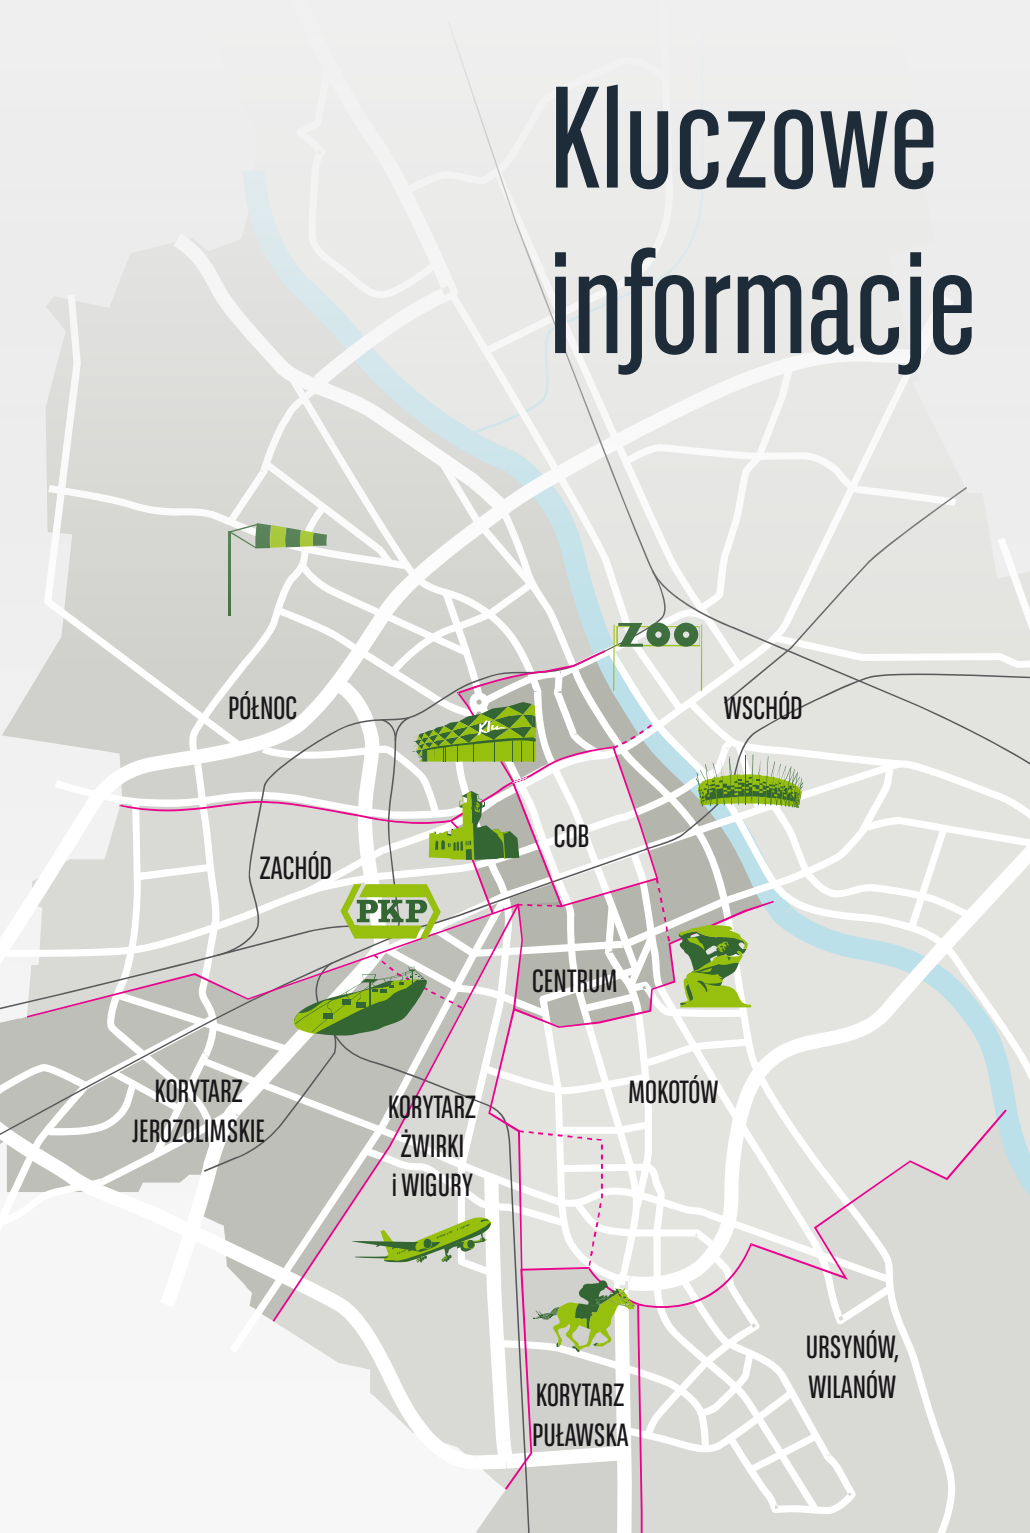 Kluczowe
informacje
ZOO
PÓŁNOC
WSCHÓD
COB
ZACHÓD
PKP
CENTRUM
KORYTARZ
JEROZOLIMSKIE
KORYTARZ
ŻWIRKI
i WIGURY
MOKOTÓW
URSYNÓW,
WILANÓW
KORYTARZ
PUŁAWSKA